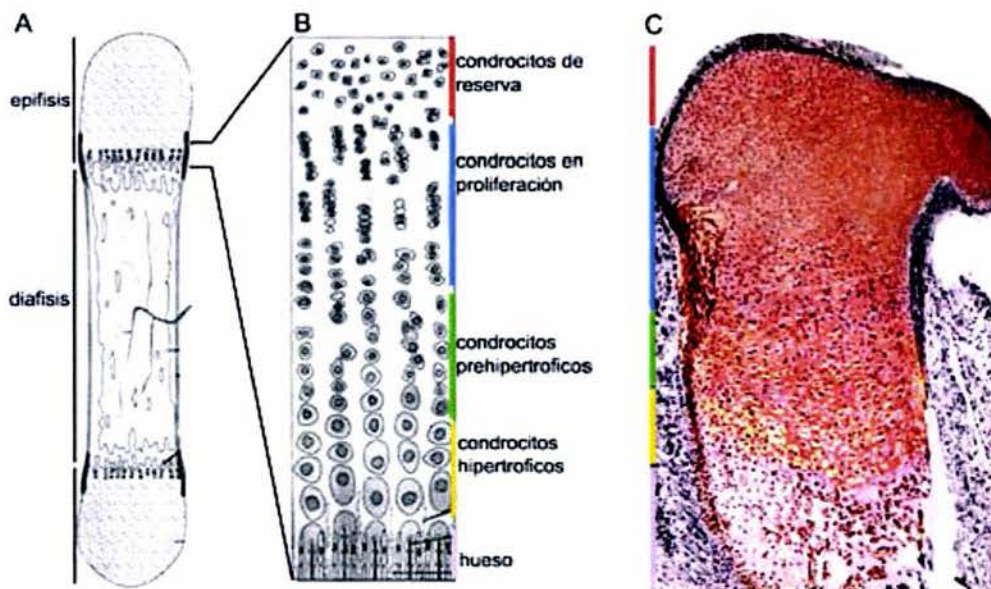 A
B
C
epifisis
diafisis
condrocitos de
reserva
condrocitos en
proliferación
condrocitos
prehipertroficos
condrocitos
hipertroficos
hueso